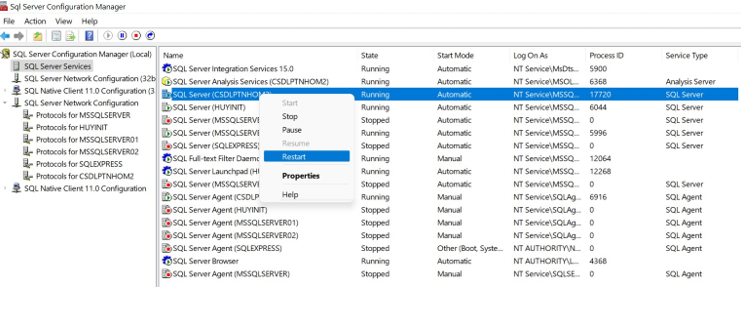 Sql Server Configuration Manager
File Action View Help
SQL Server Configuration Manager (Local)
SQL Server Services
SQL Server Network Configuration (32b
SQL Native Client 11.0 Configuration (3
SQL Server Network Configuration
Protocols for MSSQLSERVER
Protocols for HUYINIT
Protocols for MSSQLSERVER01
Protocols for MSSQLSERVER02
Protocols for SQLEXPRESS
Protocols for CSDLPTNHOM2
SQL Native Client 11.0 Configuration
Name State Start Mode Log On As Process ID Service Type
SQL Server Integration Services 15.0 Running Automatic NT Service\MsDts... 5900
SQL Server Analysis Services (CSDLPTNHOM2) Running Automatic NT Service\MSOL... 6368 Analysis Server
SQL Server (CSDLPTNHOM2) Running Automatic NT Service\MSSQ... 17720 SQL Server
SQL Server (HUYINIT) Running Automatic NT Service\MSSQ... 6044 SQL Server
SQL Server (MSSQLSERVE Stopped Automatic NT Service\MSSQ... 0 SQL Server
SQL Server (MSSQLSERVE Running Automatic NT Service\MSSQ... 5996 SQL Server
SQL Server (MSSQLSERVE Stopped Automatic NT Service\MSSQ... 0 SQL Server
SQL Full-text Filter Daemo Running Manual NT Service\MSSQ... 12064
SQL Server Launchpad (HU Running Automatic NT Service\MSSQ... 12268
SQL Server (MSSQLSERVE Stopped Automatic NT Service\MSSQ... 0 SQL Server
SQL Server Agent (CSDLP Running Manual NT Service\SQLAg... 6916 SQL Agent
SQL Server Agent (HUYINIT) Stopped Manual NT Service\SQLAg... 0 SQL Agent
SQL Server Agent (MSSQLSERVER01) Stopped Manual NT Service\SQLAg... 0 SQL Agent
SQL Server Agent (MSSQLSERVER02) Stopped Manual NT Service\SQLAg... 0 SQL Agent
SQL Server Agent (SQLEXPRESS) Stopped Other (Boot, Syste... NT AUTHORITY\N... 0 SQL Agent
SQL Server Browser Running Automatic NT AUTHORITY\L... 4368
SQL Server Agent (MSSQLSERVER) Stopped Manual NT Service\SQLSE... 0 SQL Agent
Start
Stop
Pause
Resume
Restart
Properties
Help